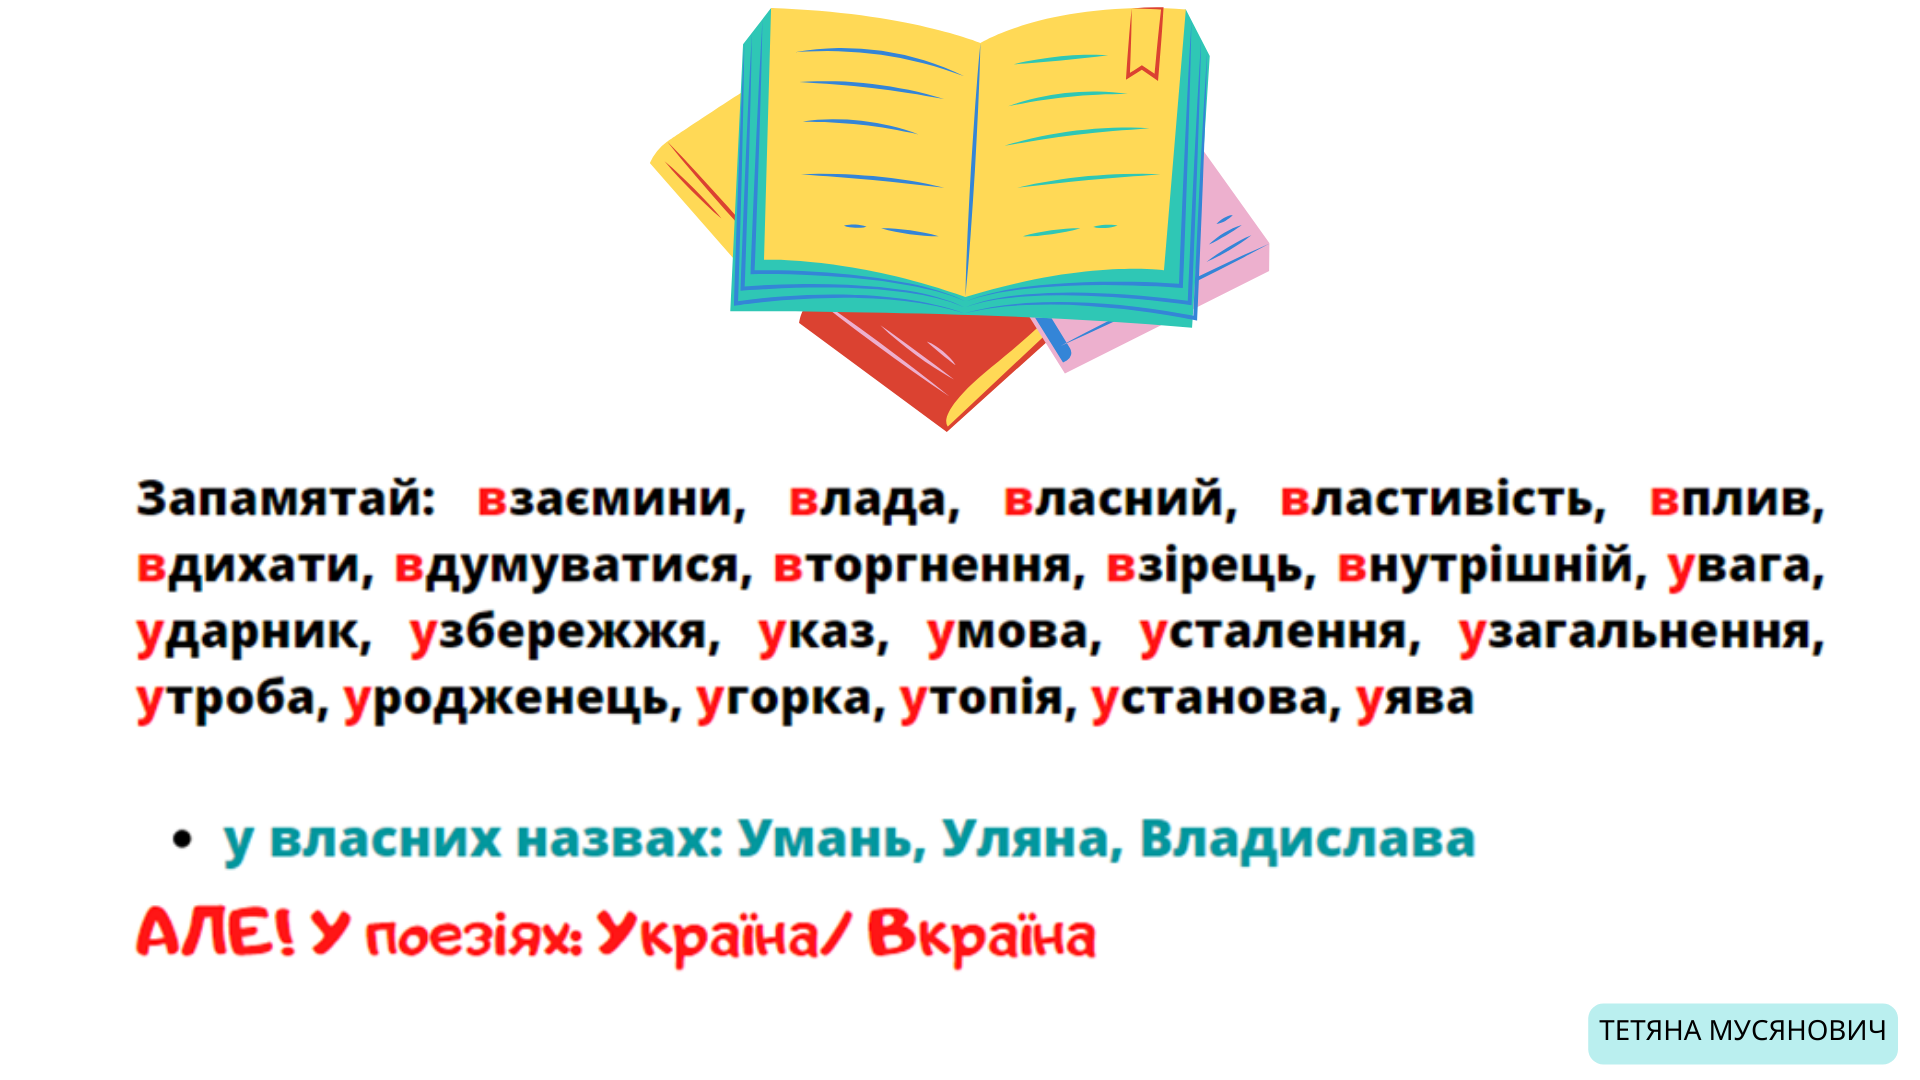 Запамятай: взаємини, влада, власний, властивість, вплив,
вдихати, вдумуватися, вторгнення, взірець, внутрішній, увага,
ударник, узбережжя, указ, умова, усталення, узагальнення,
утроба, уродженець, угорка, утопія, установа, уява
• у власних назвах: Умань, Уляна, Владислава
АЛЕ! У поезіях: Україна/ Вкраїна
ТЕТЯНА МУСЯНОВИЧ